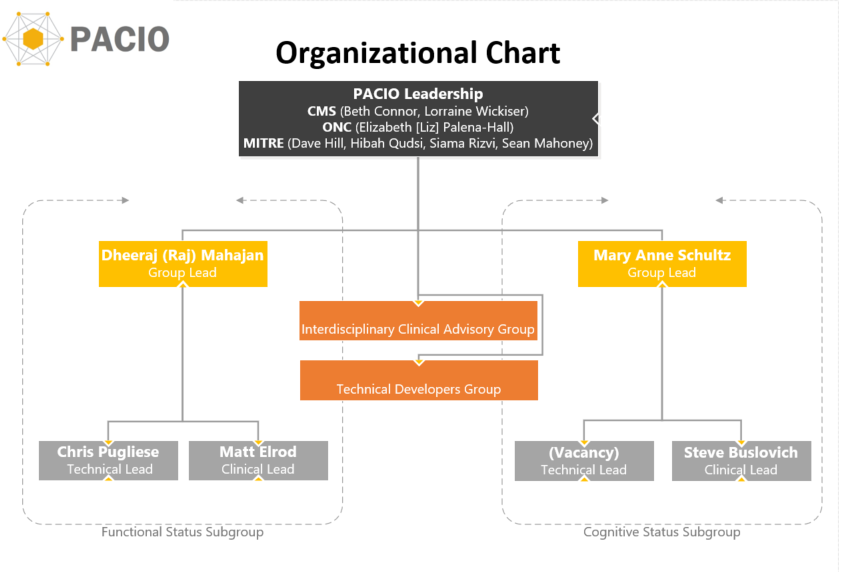 PACIO
Organizational Chart
PACIO Leadership
CMS (Beth Connor, Lorraine Wickiser)
ONC (Elizabeth [Liz] Palena-Hall)
MITRE (Dave Hill, Hibah Qudsi, Siama Rizvi, Sean Mahoney)
Dheeraj (Raj) Mahajan
Group Lead
Mary Anne Schultz
Group Lead
Interdisciplinary Clinical Advisory Group
Technical Developers Group
Chris Pugliese
Technical Lead
Matt Elrod
Clinical Lead
(Vacancy)
Technical Lead
Steve Buslovich
Clinical Lead
Functional Status Subgroup
Cognitive Status Subgroup